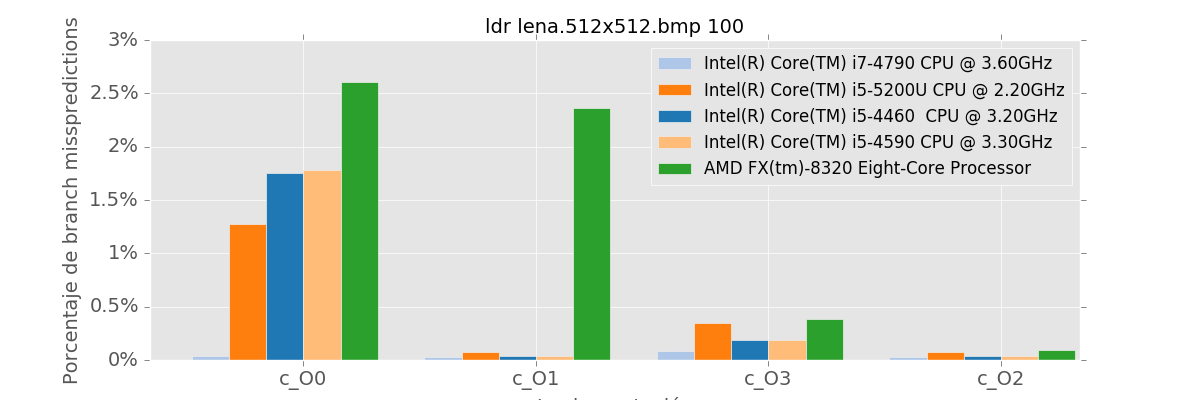 ldr lena.512x512.bmp 100
Porcentaje de branch misspredictions
3%
2.5%
2%
1.5%
1%
0.5%
0%
Intel(R) Core(TM) i7-4790 CPU @ 3.60GHz
Intel(R) Core(TM) i5-5200U CPU @ 2.20GHz
Intel(R) Core(TM) i5-4460  CPU @ 3.20GHz
Intel(R) Core(TM) i5-4590 CPU @ 3.30GHz
AMD FX(tm)-8320 Eight-Core Processor
c_O0
c_O1
c_O3
c_O2